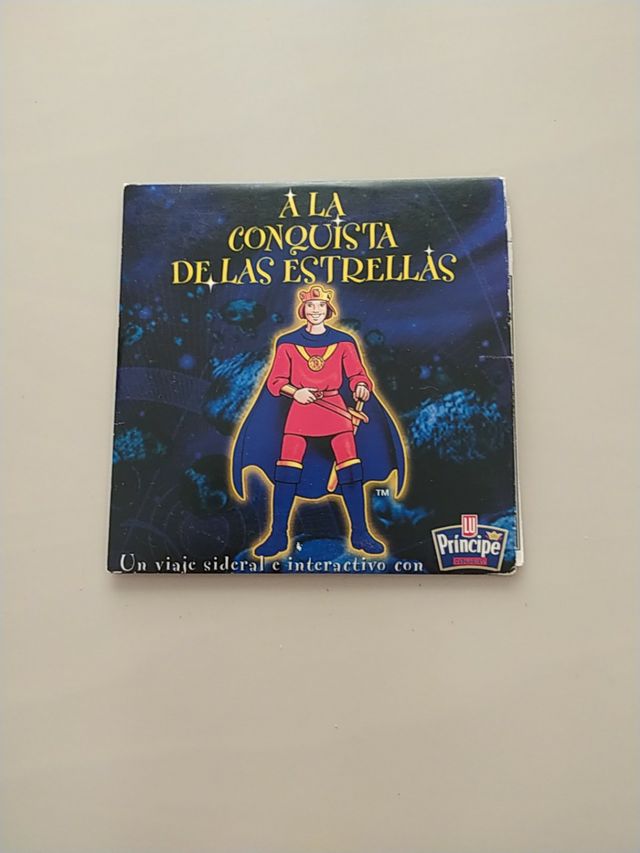 A LA
CONQUISTA
DE LAS ESTRELLAS
TM
LU
Príncipe
Un viaje sideral e interactivo con